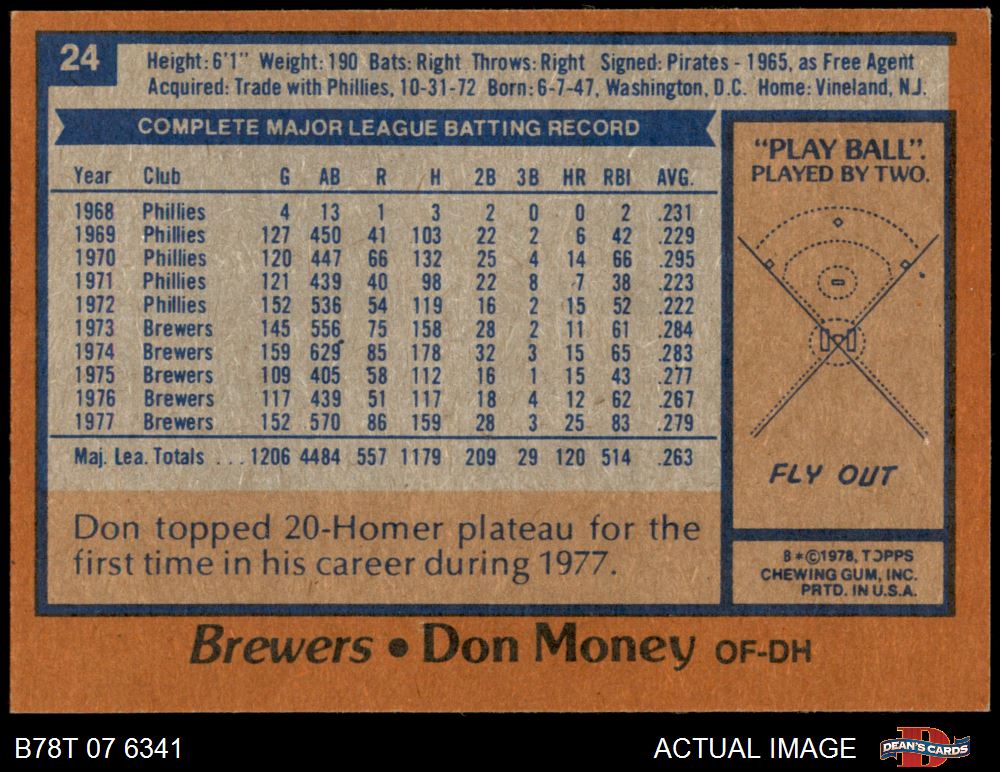 24
Height: 6'1" Weight: 190 Bats: Right Throws: Right Signed: Pirates - 1965, as Free Agent
Acquired: Trade with Phillies, 10-31-72 Born: 6-7-47, Washington, D.C. Home: Vineland, N.J.
COMPLETE MAJOR LEAGUE BATTING RECORD
Year Club G AB R H 2B 3B HR RBI AVG.
1968 Phillies 4 13 1 3 2 0 0 2 .231
1969 Phillies 127 450 41 103 22 2 6 42 .229
1970 Phillies 120 447 66 132 25 4 14 66 .295
1971 Phillies 121 439 40 98 22 8 7 38 .223
1972 Phillies 152 536 54 119 16 2 15 52 .222
1973 Brewers 145 556 75 158 28 2 11 61 .284
1974 Brewers 159 629 85 178 32 3 15 65 .283
1975 Brewers 109 405 58 112 16 1 15 43 .277
1976 Brewers 117 439 51 117 18 4 12 62 .267
1977 Brewers 152 570 86 159 28 3 25 83 .279
Maj. Lea. Totals ... 1206 4484 557 1179 209 29 120 514 .263
Don topped 20-Homer plateau for the
first time in his career during 1977.
"PLAY BALL".
PLAYED BY TWO.
FLY OUT
8 * © 1978, TOPPS
CHEWING GUM, INC.
PRTD. IN U.S.A.
Brewers • Don Money OF-DH
B78T 07 6341
ACTUAL IMAGE
D
DEAN'S CARDS